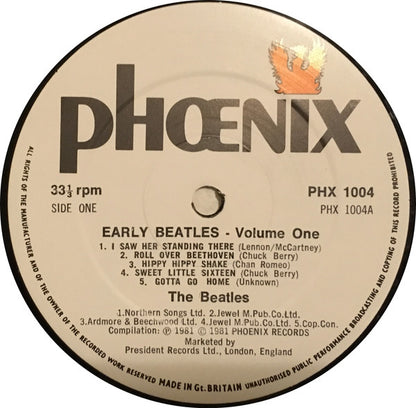 phœnix
33⅓ rpm
PHX 1004
SIDE ONE
PHX 1004A
EARLY BEATLES - Volume One
1. I SAW HER STANDING THERE (Lennon/McCartney)
2. ROLL OVER BEETHOVEN (Chuck Berry)
3. HIPPY HIPPY SHAKE (Chan Romeo)
4. SWEET LITTLE SIXTEEN (Chuck Berry)
5. GOTTA GO HOME (Unknown)
The Beatles
1.Northern Songs Ltd. 2.Jewel M.Pub.Co.Ltd.
3.Ardmore & Beechwood Ltd. 4.Jewel M.Pub.Co.Ltd. 5.Cop.Con.
Compilation: ℗ 1981 © 1981 PHOENIX RECORDS
Marketed by
President Records Ltd., London, England
ALL RIGHTS OF THE MANUFACTURER AND OF THE OWNER OF THE RECORDED WORK RESERVED MADE IN Gt. BRITAIN UNAUTHORISED PUBLIC PERFORMANCE BROADCASTING AND COPYING OF THIS RECORD PROHIBITED